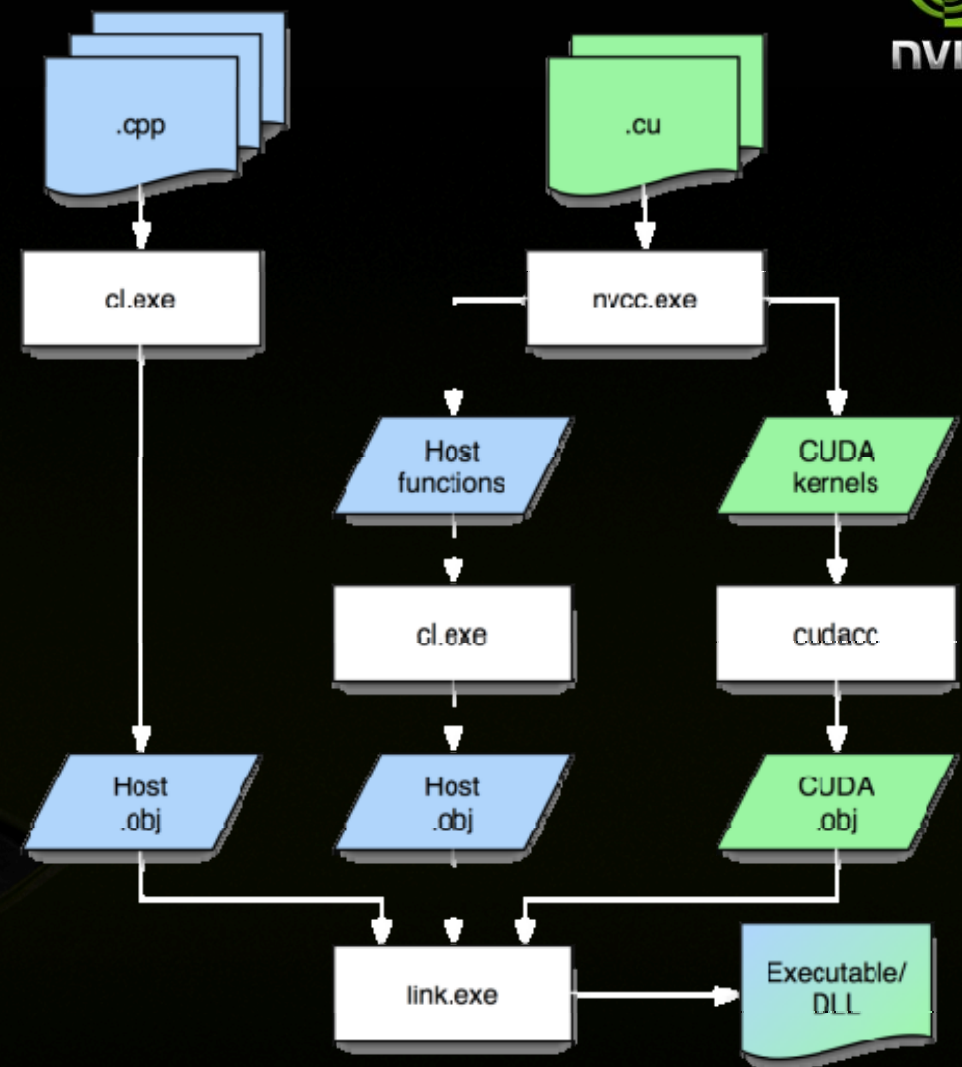 .cpp
.cu
cl.exe
nvcc.exe
Host
functions
CUDA
kernels
cl.exe
cudacc
Host
.obj
Host
.obj
CUDA
.obj
link.exe
Executable/
DLL